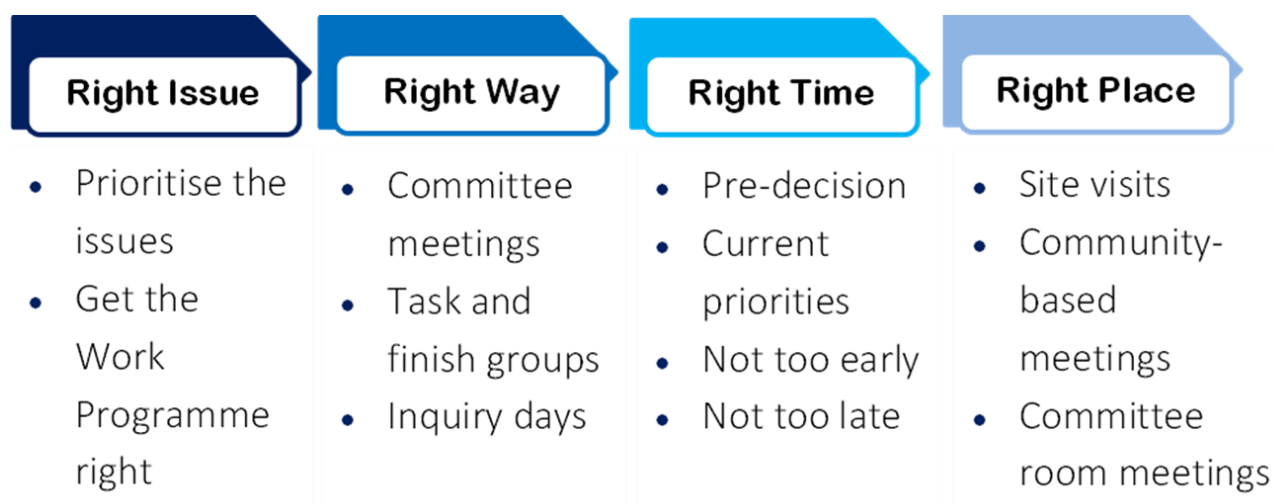 Right Issue
Prioritise the
issues
Get the
Work
Programme
right
Right Way
Committee
meetings
Task and
finish groups
Inquiry days
Right Time
Pre-decision
Current
priorities
Not too early
Not too late
Right Place
Site visits
Community-
based
meetings
Committee
room meetings